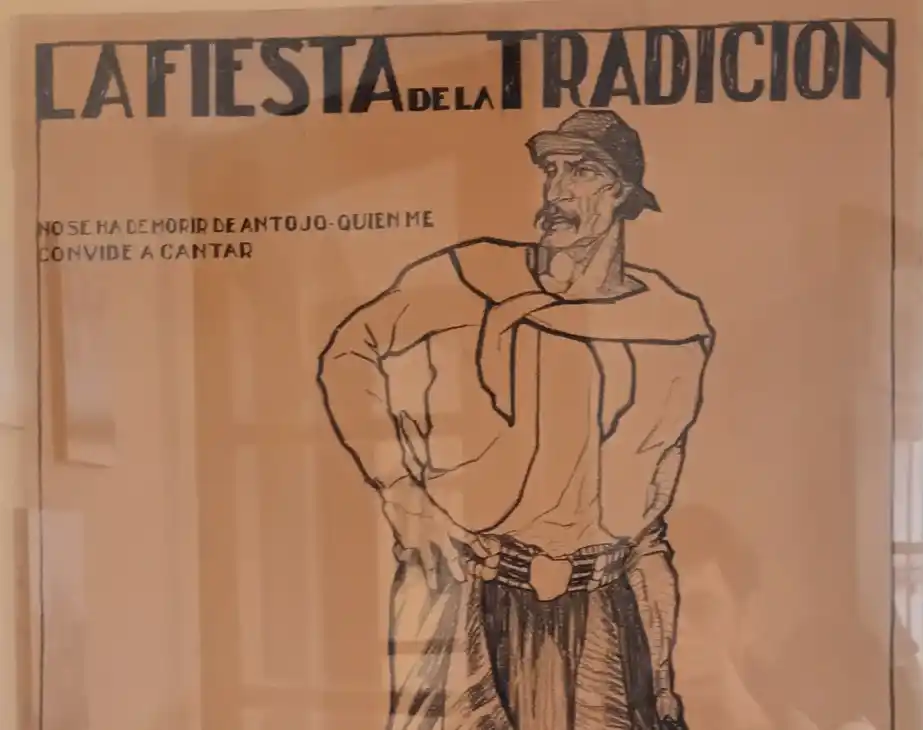 LA FIESTA DE LA TRADICION
NO SE HA DE MORIR DE ANTOJO-QUIEN ME
CONVIDE A CANTAR